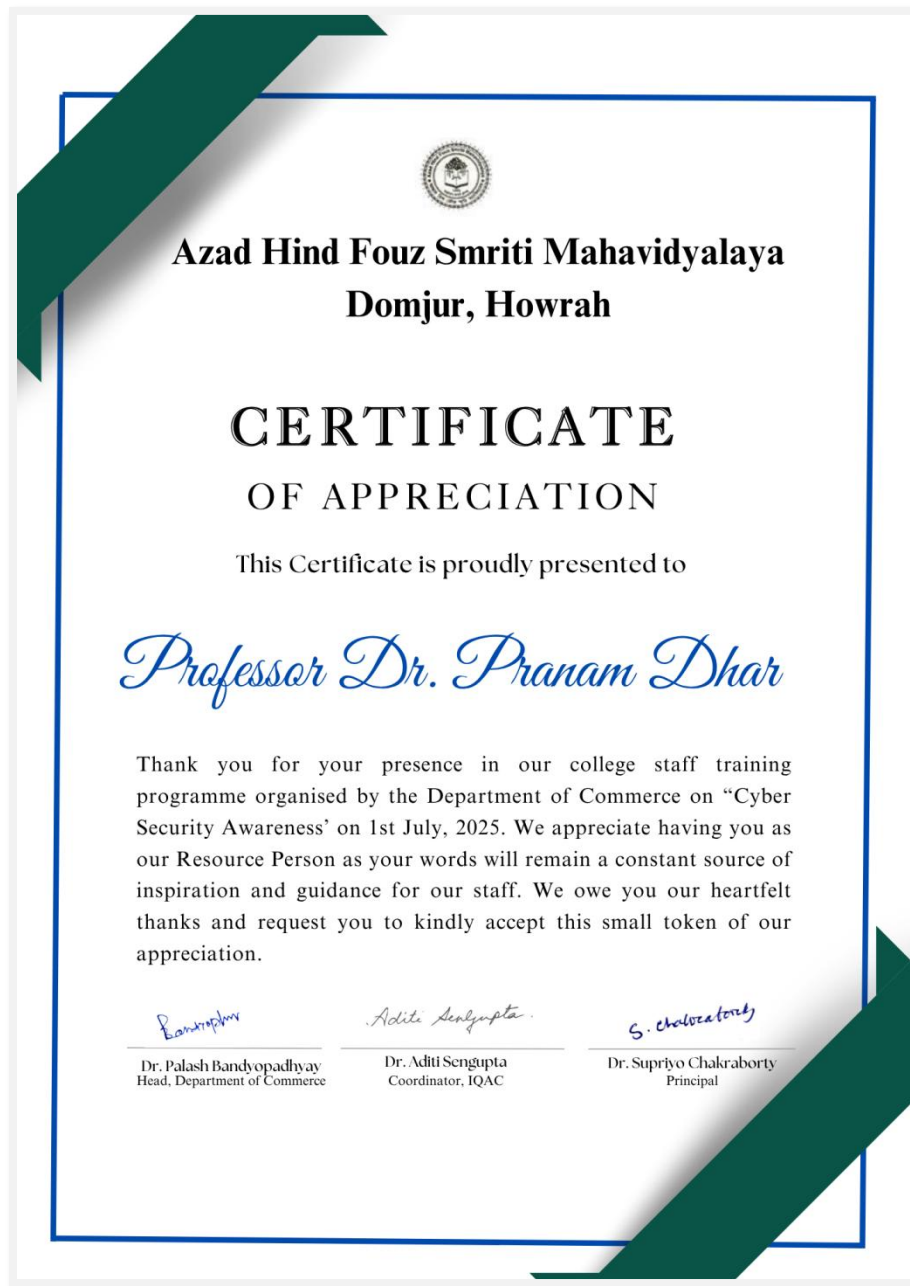 Azad Hind Fouz Smriti Mahavidyalaya
Domjur, Howrah
CERTIFICATE
OF APPRECIATION
This Certificate is proudly presented to
Professor Dr. Pranam Dhar
Thank you for your presence in our college staff training
programme organised by the Department of Commerce on “Cyber
Security Awareness’ on 1st July, 2025. We appreciate having you as
our Resource Person as your words will remain a constant source of
inspiration and guidance for our staff. We owe you our heartfelt
thanks and request you to kindly accept this small token of our
appreciation.
Aditi Sengupta
S. Chakraborty
Dr. Palash Bandyopadhyay
Head, Department of Commerce
Dr. Aditi Sengupta
Coordinator, IQAC
Dr. Supriyo Chakraborty
Principal